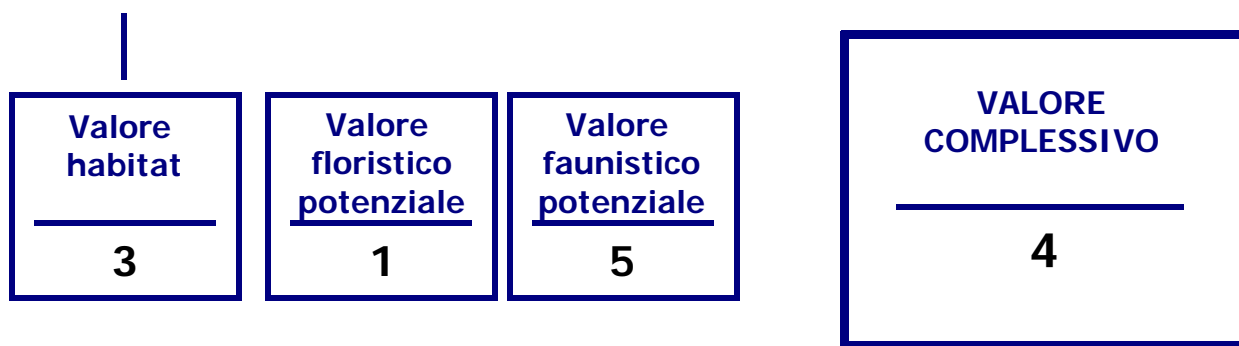 Valore
habitat
3
Valore
floristico
potenziale
1
Valore
faunistico
potenziale
5
VALORE
COMPLESSIVO
4